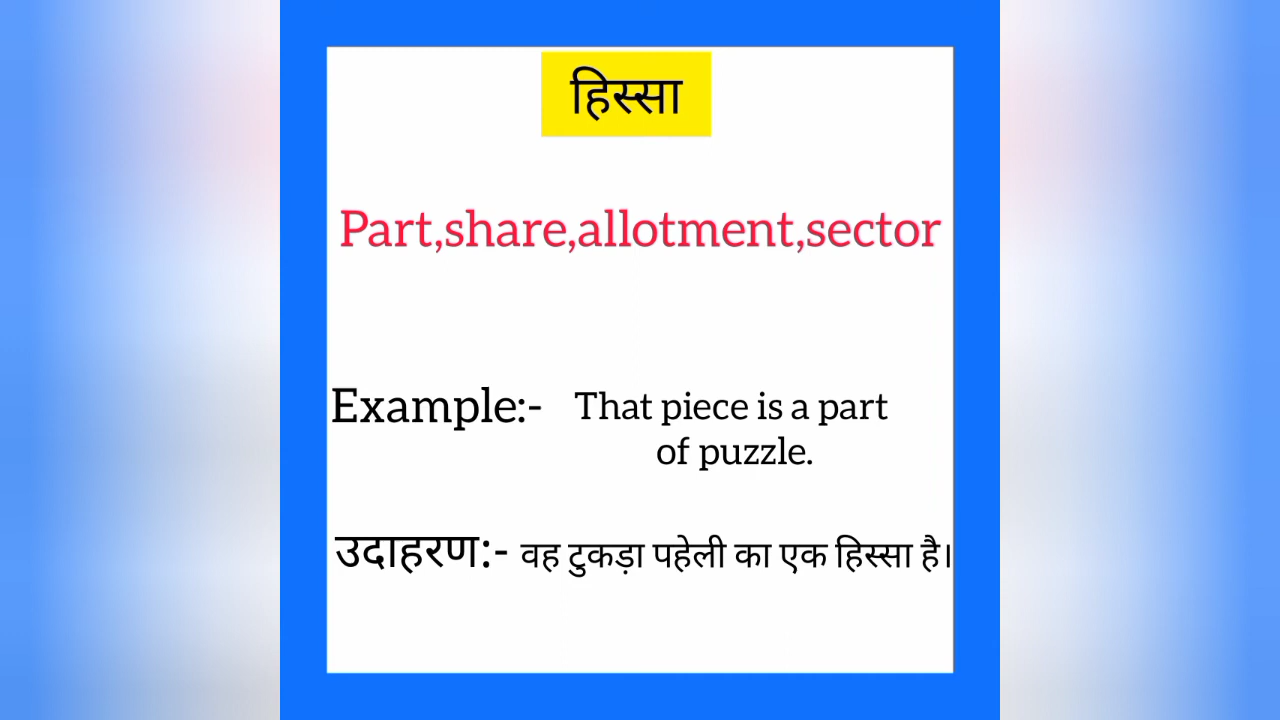 हिस्सा
Part,share,allotment,sector
Example:- That piece is a part
of puzzle.
उदाहरण:- वह टुकड़ा पहेली का एक हिस्सा है।